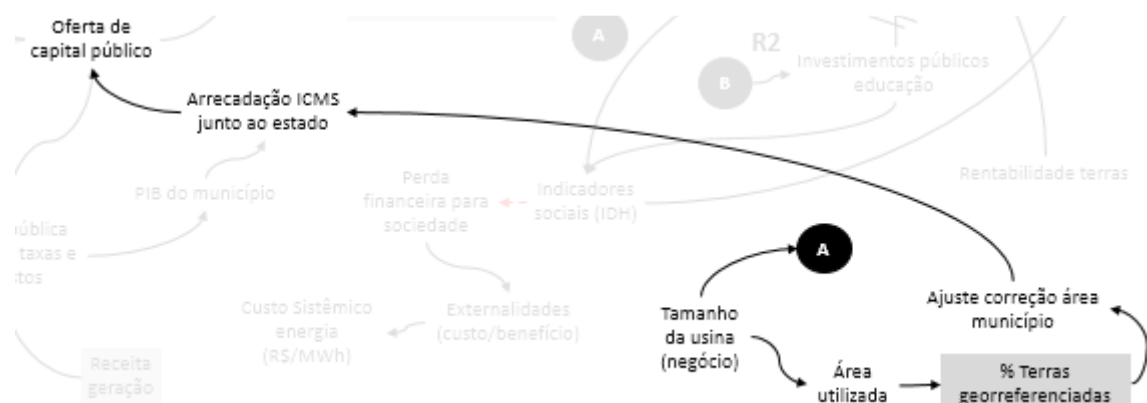 Oferta de
capital público
A
R2
B
Investimentos públicos
educação
Arrecadação ICMS
junto ao estado
PIB do município
Perda
financeira para
sociedade
Indicadores
sociais (IDH)
Rentabilidade terras
ública
taxas e
stos
A
Custo Sistêmico
energia
(R$/MWh)
Externalidades
(custo/benefício)
Tamanho
da usina
(negócio)
Ajuste correção área
município
Receita
geração
Área
utilizada
% Terras
georreferenciadas